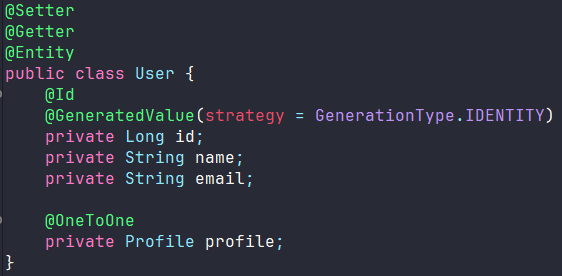 @Setter
@Getter
@Entity
public class User {
    @Id
    @GeneratedValue(strategy = GenerationType.IDENTITY)
    private Long id;
    private String name;
    private String email;

    @OneToOne
    private Profile profile;
}